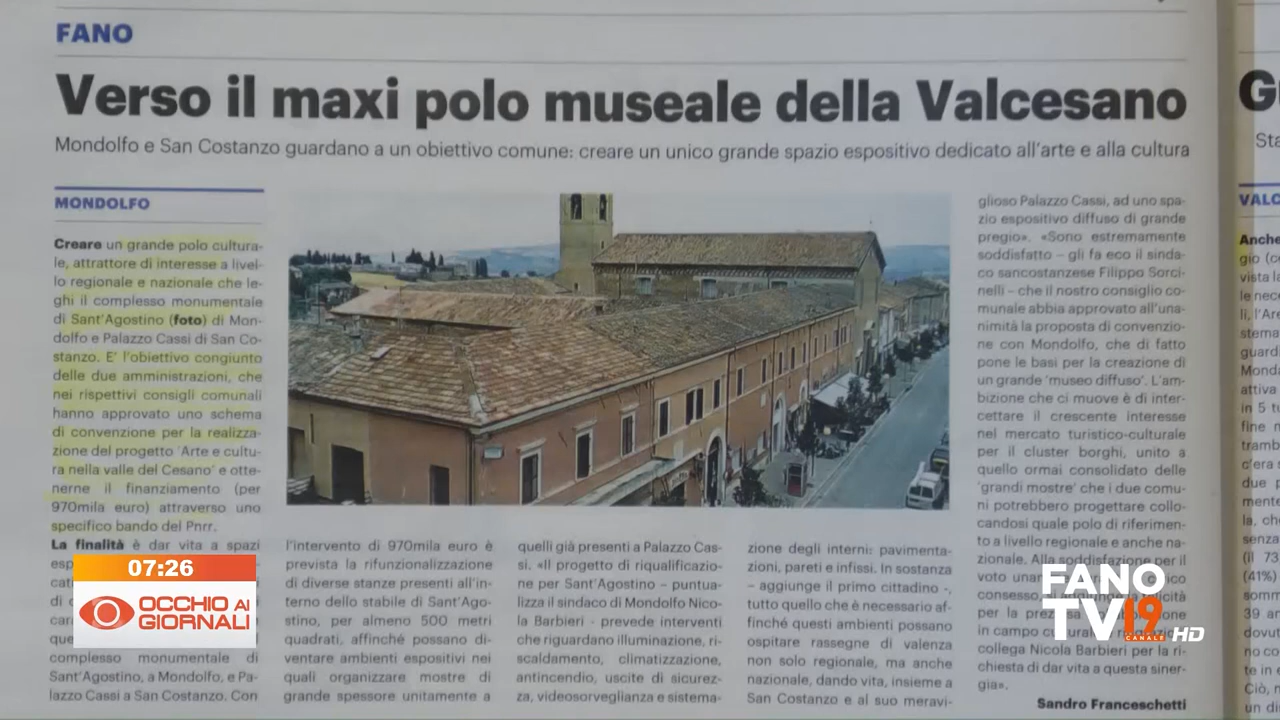 FANO
Verso il maxi polo museale della Valcesano
Mondolfo e San Costanzo guardano a un obiettivo comune: creare un unico grande spazio espositivo dedicato all'arte e alla cultura
MONDOLFO
Creare un grande polo cultura-
le, attrattore di interesse a livel-
lo regionale e nazionale che le-
ghi il complesso monumentale
di Sant'Agostino (foto) di Mon-
dolfo e Palazzo Cassi di San Co-
stanzo. E' l'obiettivo congiunto
delle due amministrazioni, che
nei rispettivi consigli comunali
hanno approvato uno schema
di convenzione per la realizza-
zione del progetto 'Arte e cultu-
ra nella valle del Cesano' e otte-
nerne il finanziamento (per
970mila euro) attraverso uno
specifico bando del Pnrr.
La finalità è dar vita a spazi
complesso monumentale di
Sant'Agostino, a Mondolfo, e Pa-
lazzo Cassi a San Costanzo. Con
l'intervento di 970mila euro è
prevista la rifunzionalizzazione
di diverse stanze presenti all'in-
terno dello stabile di Sant'Ago-
stino, per almeno 500 metri
quadrati, affinché possano di-
ventare ambienti espositivi nei
quali organizzare mostre di
grande spessore unitamente a
quelli già presenti a Palazzo Cas-
si. «Il progetto di riqualificazio-
ne per Sant'Agostino – puntua-
lizza il sindaco di Mondolfo Nico-
la Barbieri - prevede interventi
che riguardano illuminazione, ri-
scaldamento, climatizzazione,
antincendio, uscite di sicurez-
za, videosorveglianza e sistema-
zione degli interni: pavimenta-
zioni, pareti e infissi. In sostanza
– aggiunge il primo cittadino -,
tutto quello che è necessario af-
finché questi ambienti possano
ospitare rassegne di valenza
non solo regionale, ma anche
nazionale, dando vita, insieme a
San Costanzo e al suo meravi-
glioso Palazzo Cassi, ad uno spa-
zio espositivo diffuso di grande
pregio». «Sono estremamente
soddisfatto – gli fa eco il sinda-
co sancostanzese Filippo Sorci-
nelli – che il nostro consiglio co-
munale abbia approvato all'una-
nimità la proposta di convenzio-
ne con Mondolfo, che di fatto
pone le basi per la creazione di
un grande 'museo diffuso'. L'am-
bizione che ci muove è di inter-
cettare il crescente interesse
nel mercato turistico-culturale
per il cluster borghi, unito a
quello ormai consolidato delle
'grandi mostre' che i due comu-
ni potrebbero progettare collo-
candosi quale polo di riferimen-
to a livello regionale e anche na-
zionale. Alla soddisfazione per il
voto
consesso, si aggiunge la felicità
per la
in campo
collega Nicola Barbieri per la ri-
chiesta di dar vita a questa siner-
gia».
Sandro Franceschetti
VALC
Anche
07:26
OCCHIO AI
GIORNALI
FANO
TV19
CANALE
HD